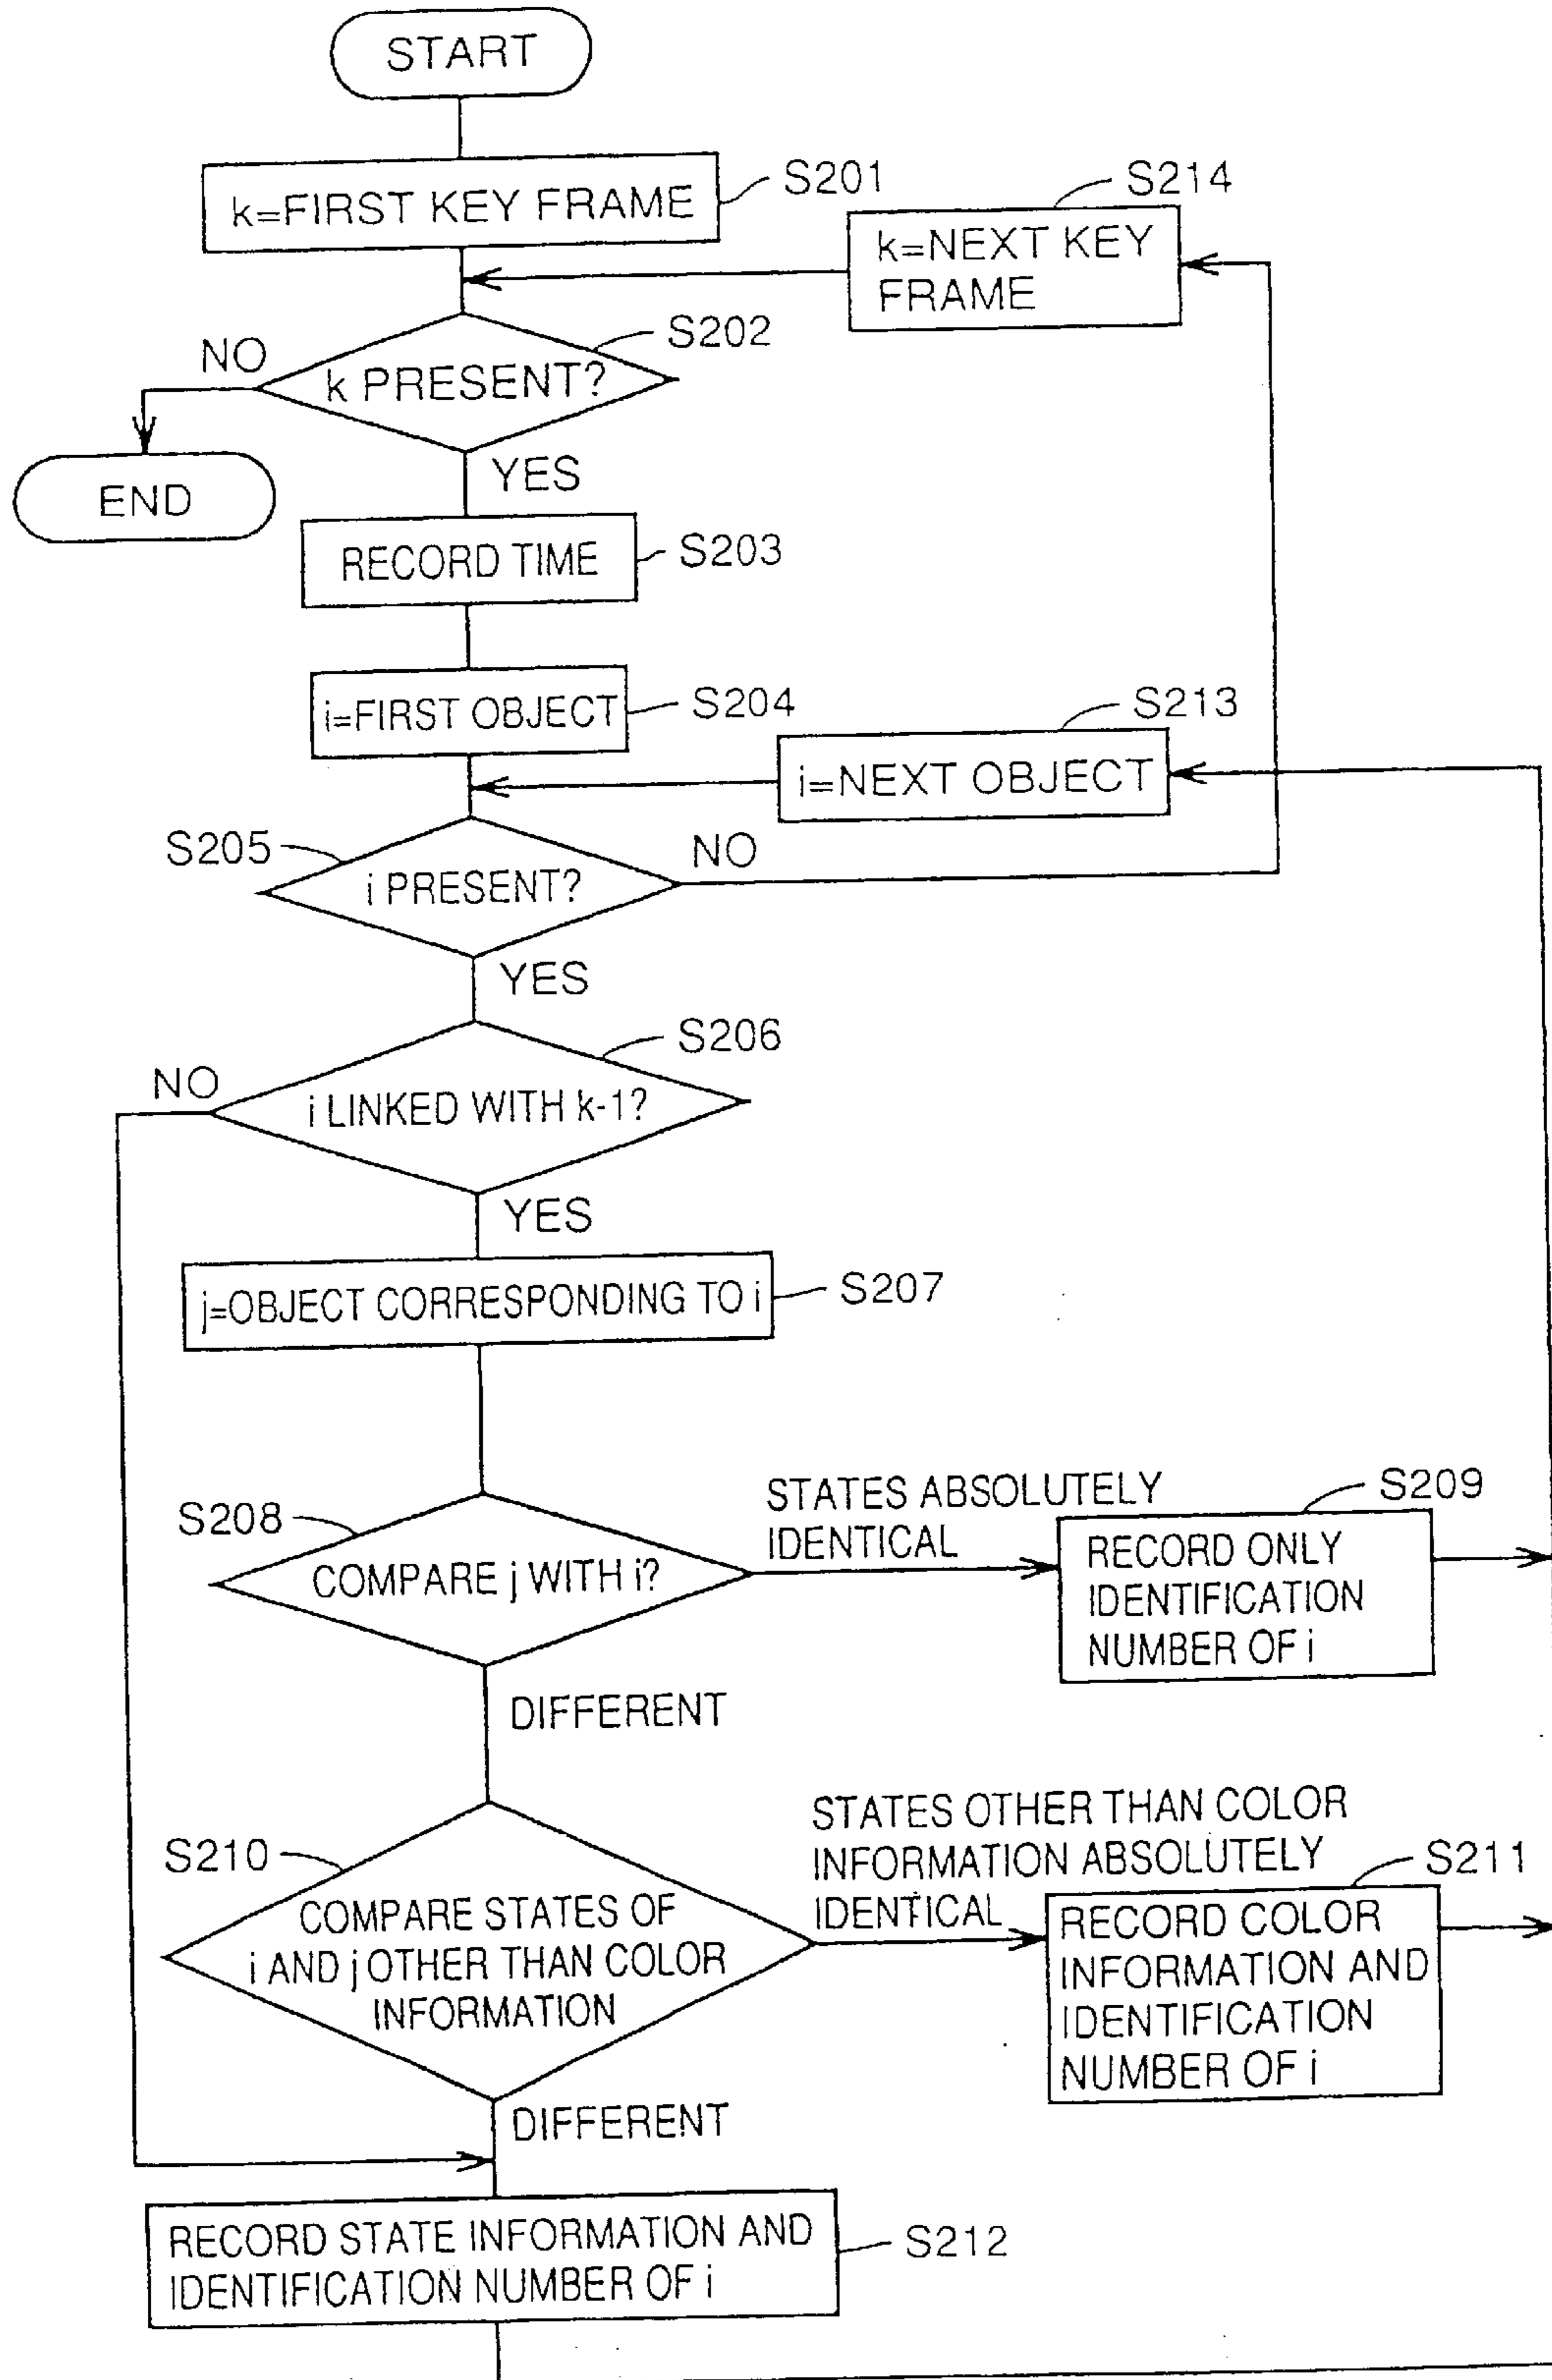 START
k=FIRST KEY FRAME
S201
S214
k=NEXT KEY
FRAME
S202
NO
k PRESENT?
YES
END
RECORD TIME
S203
i=FIRST OBJECT
S204
S213
i=NEXT OBJECT
S205
NO
i PRESENT?
YES
S206
NO
i LINKED WITH k-1?
YES
j=OBJECT CORRESPONDING TO i
S207
S208
COMPARE j WITH i?
STATES ABSOLUTELY
IDENTICAL
S209
RECORD ONLY
IDENTIFICATION
NUMBER OF i
DIFFERENT
S210
COMPARE STATES OF
i AND j OTHER THAN COLOR
INFORMATION
STATES OTHER THAN COLOR
INFORMATION ABSOLUTELY
IDENTICAL
S211
RECORD COLOR
INFORMATION AND
IDENTIFICATION
NUMBER OF i
DIFFERENT
RECORD STATE INFORMATION AND
IDENTIFICATION NUMBER OF i
S212